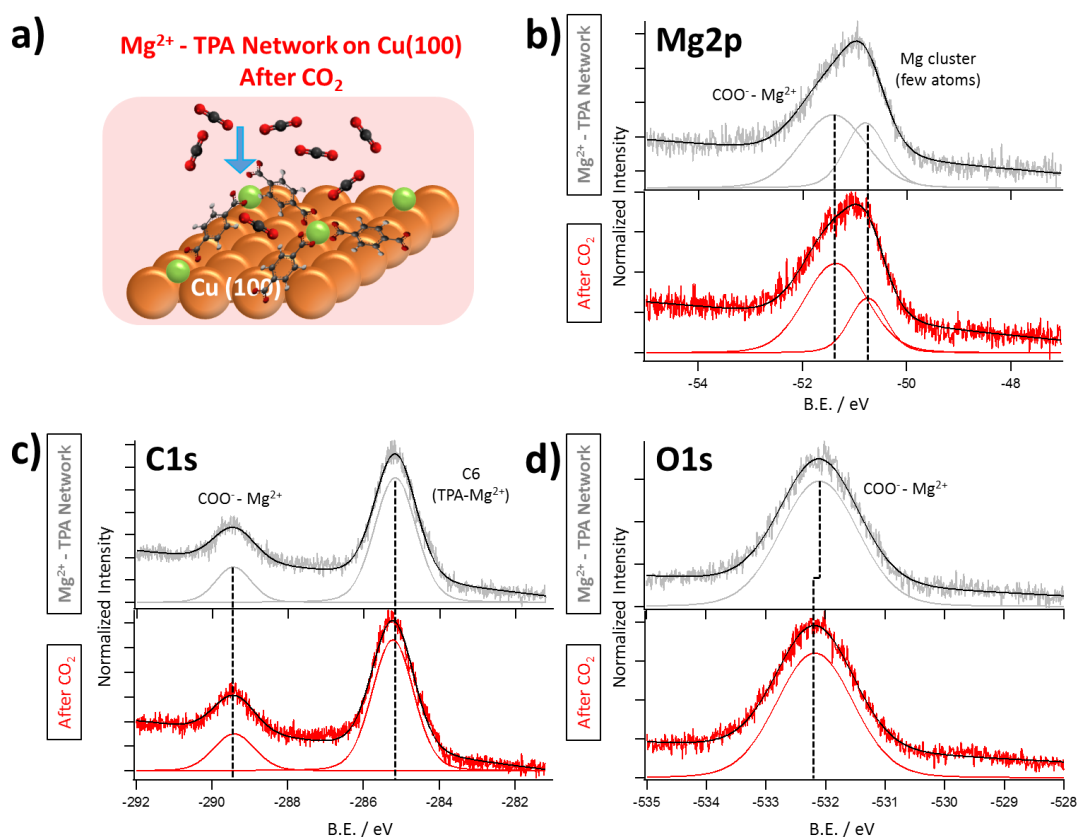 a)
Mg²⁺ - TPA Network on Cu(100)
After CO₂
Cu (100)
b)
Mg2p
Mg²⁺ - TPA Network
After CO₂
Normalized Intensity
COO⁻ - Mg²⁺
Mg cluster
(few atoms)
-54
-52
-50
-48
B.E. / eV
c)
C1s
Mg²⁺ - TPA Network
After CO₂
Normalized Intensity
COO⁻ - Mg²⁺
C6
(TPA-Mg²⁺)
-292
-290
-288
-286
-284
-282
B.E. / eV
d)
O1s
Mg²⁺ - TPA Network
After CO₂
Normalized Intensity
COO⁻ - Mg²⁺
-535
-534
-533
-532
-531
-530
-529
-528
B.E. / eV